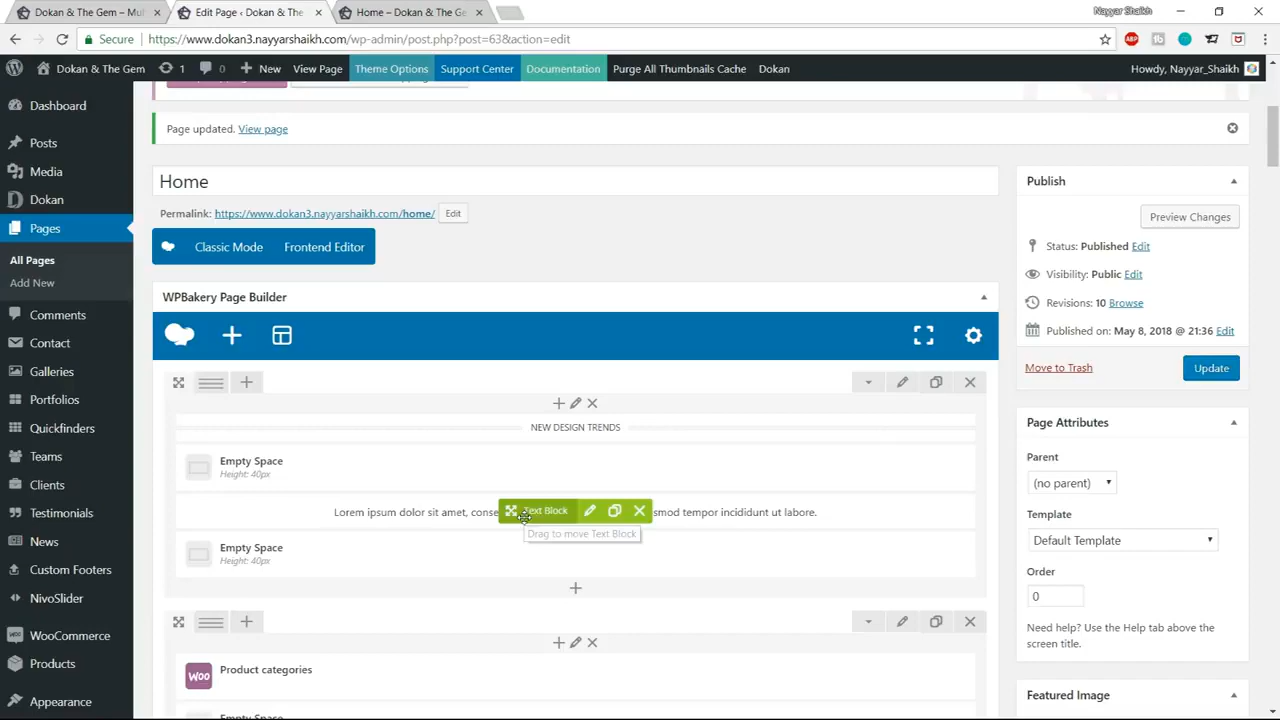 Dokan & The Gem – Mul
Edit Page ‹ Dokan & The
Home – Dokan & The Ge
Nayyar Shaikh
Secure
https://www.dokan3.nayyarshaikh.com/wp-admin/post.php?post=63&action=edit
Dokan & The Gem
1
0
New
View Page
Theme Options
Support Center
Documentation
Purge All Thumbnails Cache
Dokan
Howdy, Nayyar_Shaikh
Dashboard
Posts
Media
Dokan
Pages
All Pages
Add New
Comments
Contact
Galleries
Portfolios
Quickfinders
Teams
Clients
Testimonials
News
Custom Footers
NivoSlider
WooCommerce
Products
Appearance
Page updated. View page
Home
Permalink: https://www.dokan3.nayyarshaikh.com/home/ Edit
Classic Mode
Frontend Editor
WPBakery Page Builder
NEW DESIGN TRENDS
Empty Space
Height: 40px
Lorem ipsum dolor sit amet, conse
Text Block
smod tempor incididunt ut labore.
Drag to move Text Block
Empty Space
Height: 40px
WOO
Product categories
Empty Space
Publish
Preview Changes
Status: Published Edit
Visibility: Public Edit
Revisions: 10 Browse
Published on: May 8, 2018 @ 21:36 Edit
Move to Trash
Update
Page Attributes
Parent
(no parent)
Template
Default Template
Order
0
Need help? Use the Help tab above the
screen title.
Featured Image